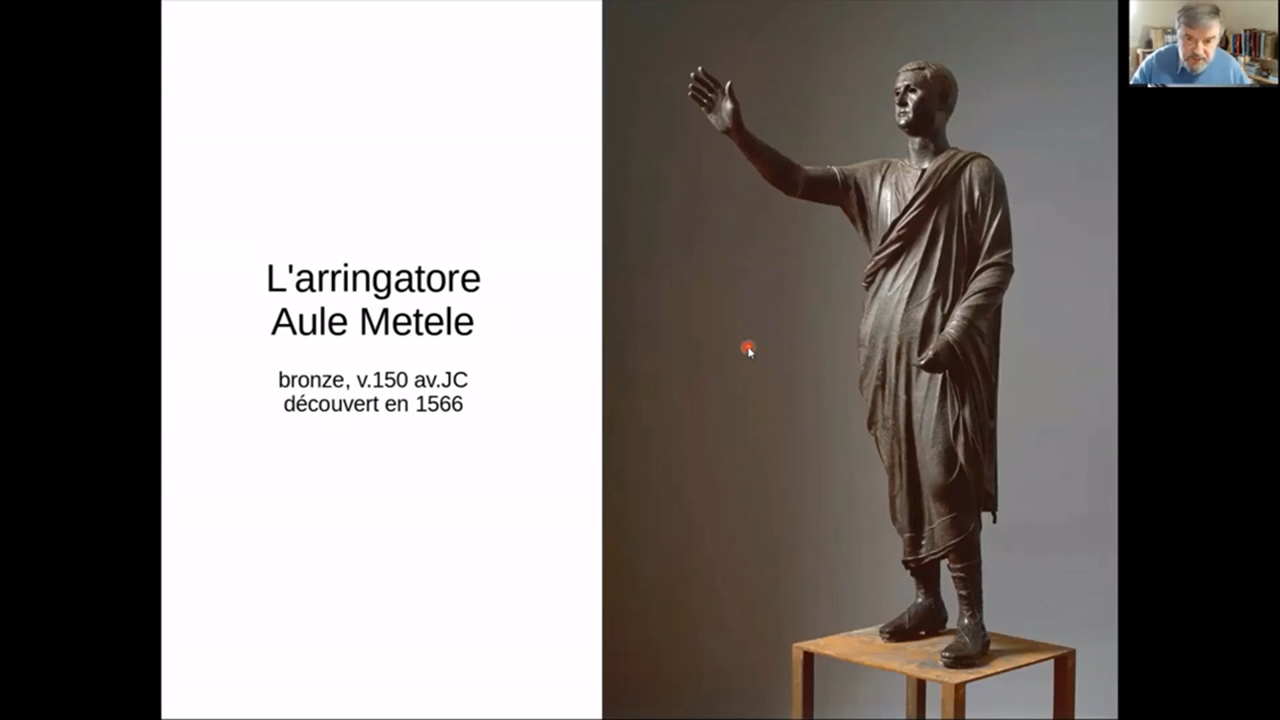 L'arringatore
Aule Metele
bronze, v.150 av.JC
découvert en 1566